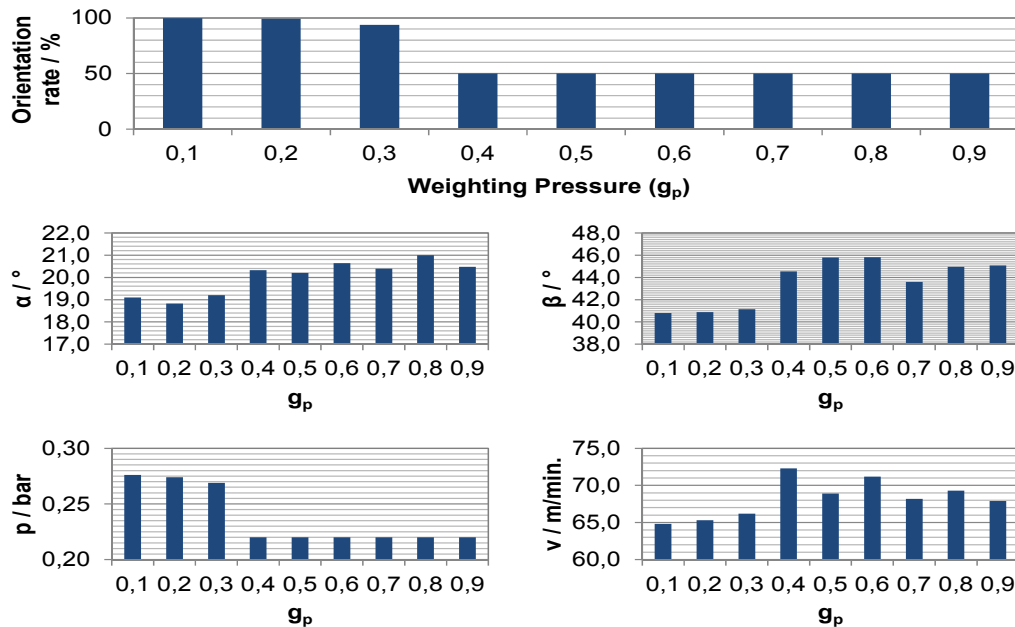 Orientation
rate / %
100
50
0
0,1 0,2 0,3 0,4 0,5 0,6 0,7 0,8 0,9
Weighting Pressure (gp)
α / °
22,0
21,0
20,0
19,0
18,0
17,0
0,1 0,2 0,3 0,4 0,5 0,6 0,7 0,8 0,9
gp
β / °
48,0
46,0
44,0
42,0
40,0
38,0
0,1 0,2 0,3 0,4 0,5 0,6 0,7 0,8 0,9
gp
p / bar
0,30
0,25
0,20
0,1 0,2 0,3 0,4 0,5 0,6 0,7 0,8 0,9
gp
v / m/min.
75,0
70,0
65,0
60,0
0,1 0,2 0,3 0,4 0,5 0,6 0,7 0,8 0,9
gp